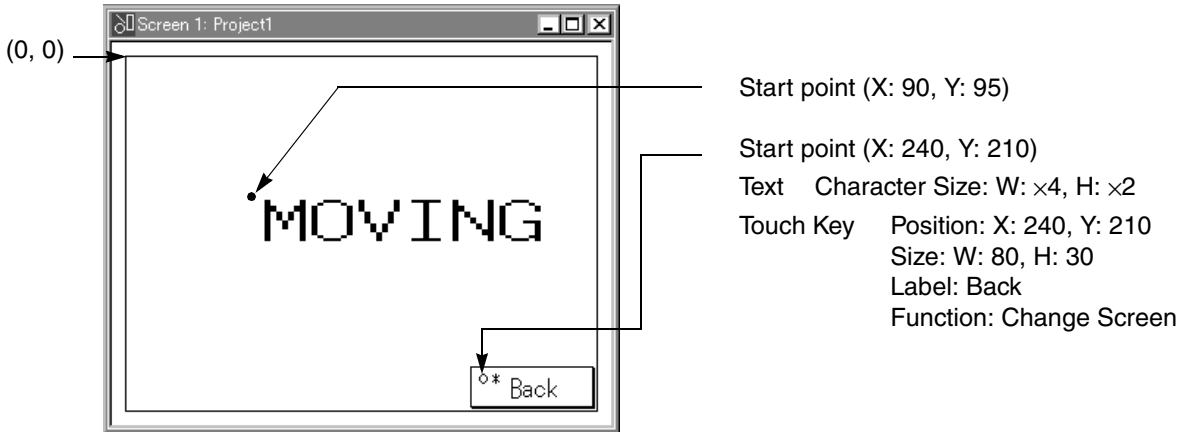 Screen 1: Project1
(0, 0)
Start point (X: 90, Y: 95)
Start point (X: 240, Y: 210)
Text Character Size: W: ×4, H: ×2
MOVING
Touch Key Position: X: 240, Y: 210
Size: W: 80, H: 30
Label: Back
Function: Change Screen
* Back